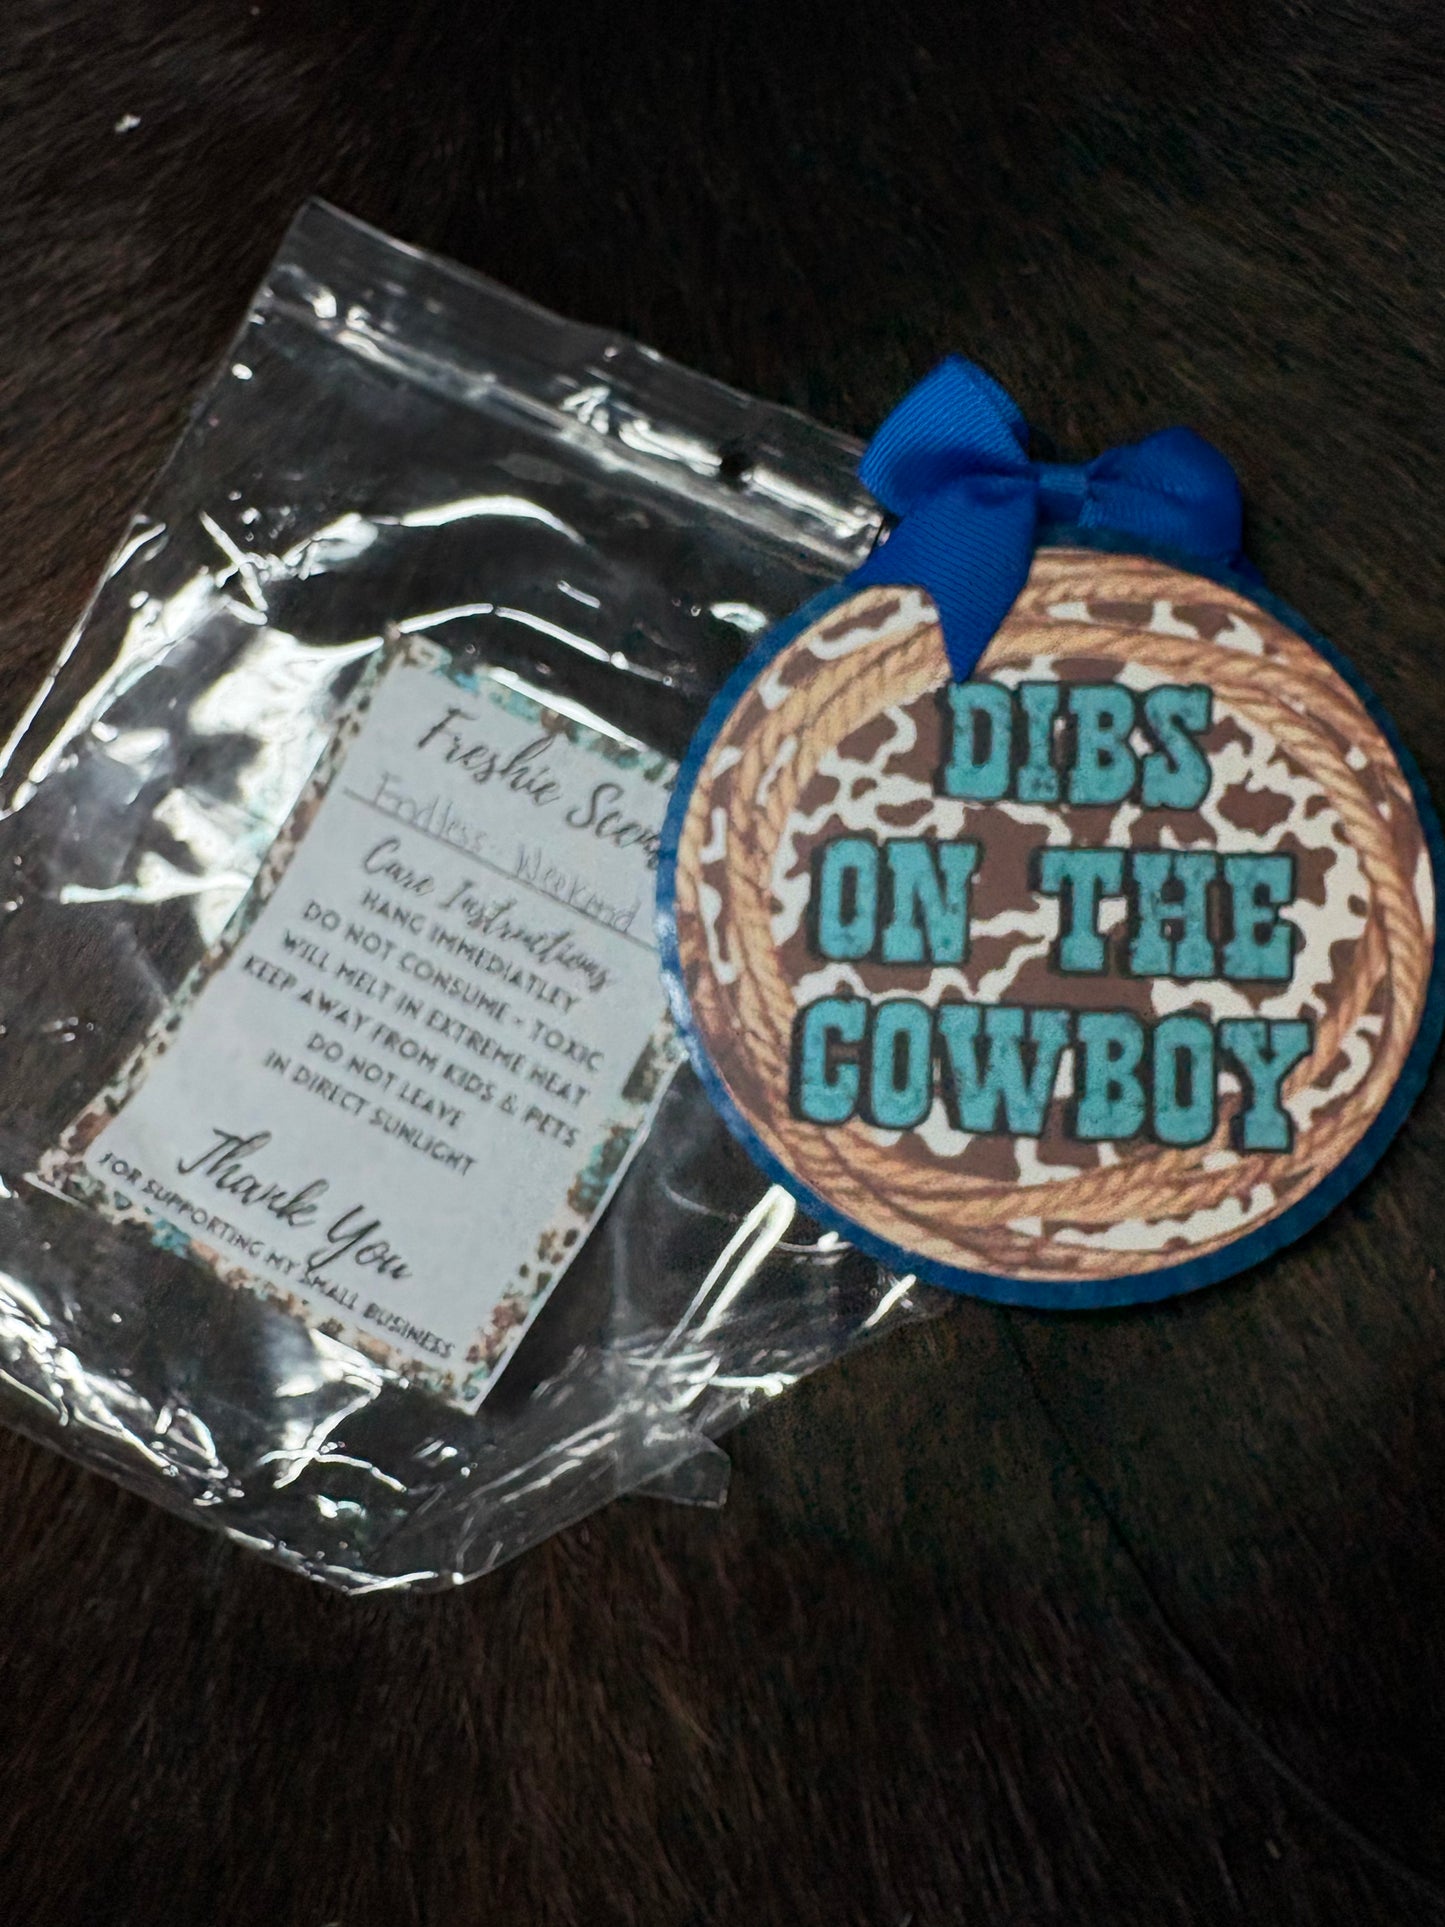 Freshie Scent
Endless Weekend
Care Instructions
HANG IMMEDIATLEY
DO NOT CONSUME - TOXIC
WILL MELT IN EXTREME HEAT
KEEP AWAY FROM KIDS & PETS
DO NOT LEAVE
IN DIRECT SUNLIGHT
Thank You
FOR SUPPORTING MY SMALL BUSINESS
DIBS
ON THE
COWBOY